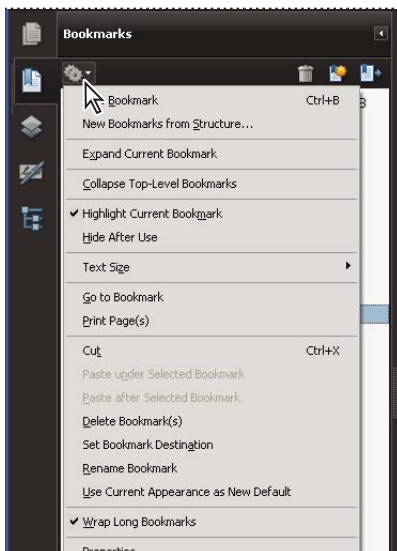 Bookmarks
Bookmark Ctrl+B
New Bookmarks from Structure...
Expand Current Bookmark
Collapse Top-Level Bookmarks
Highlight Current Bookmark
Hide After Use
Text Size
Go to Bookmark
Print Page(s)
Cut Ctrl+X
Paste under Selected Bookmark
Paste after Selected Bookmark
Delete Bookmark(s)
Set Bookmark Destination
Rename Bookmark
Use Current Appearance as New Default
Wrap Long Bookmarks